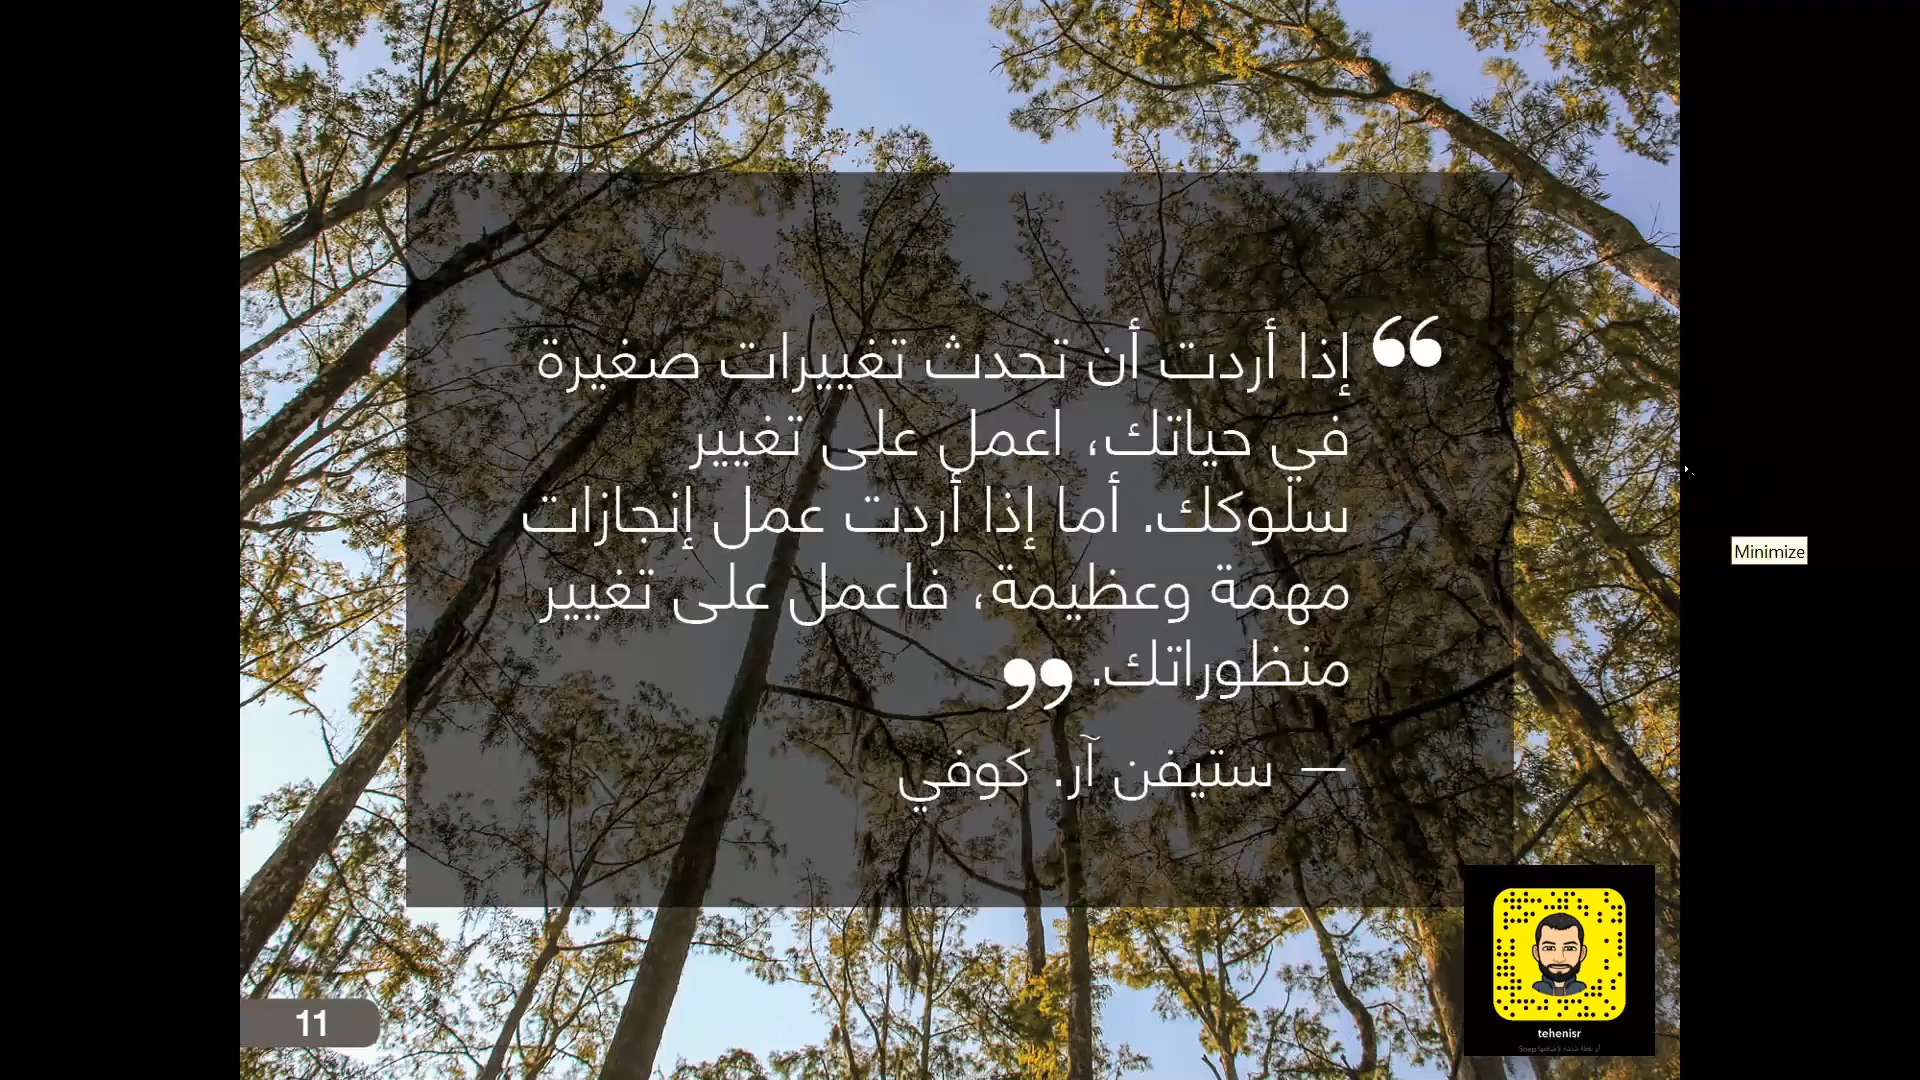 “ إذا أردت أن تحدث تغييرات صغيرة
في حياتك، اعمل على تغيير
سلوكك. أما إذا أردت عمل إنجازات
مهمة وعظيمة، فاعمل على تغيير
منظوراتك. ”
— ستيفن آر. كوفي
Minimize
11
tehenisr